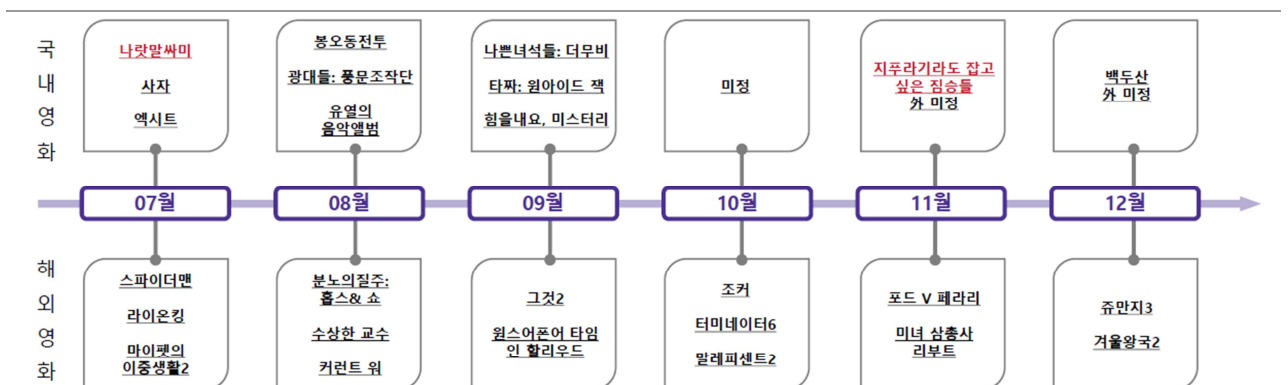 국내영화
나랏말싸미
사자
엑시트
봉오동전투
광대들: 풍문조작단
유열의
음악앨범
나쁜녀석들: 더무비
타짜: 원아이드 잭
힘을내요, 미스터리
미정
지푸라기라도 잡고
싶은 짐승들
外 미정
백두산
外 미정
07월
08월
09월
10월
11월
12월
해외영화
스파이더맨
라이온킹
마이펫의
이중생활2
분노의질주:
홉스& 쇼
수상한 교수
커런트 워
그것2
원스어폰어 타임
인 할리우드
조커
터미네이터6
말레피센트2
포드 V 페라리
미녀 삼총사
리부트
쥬만지3
겨울왕국2